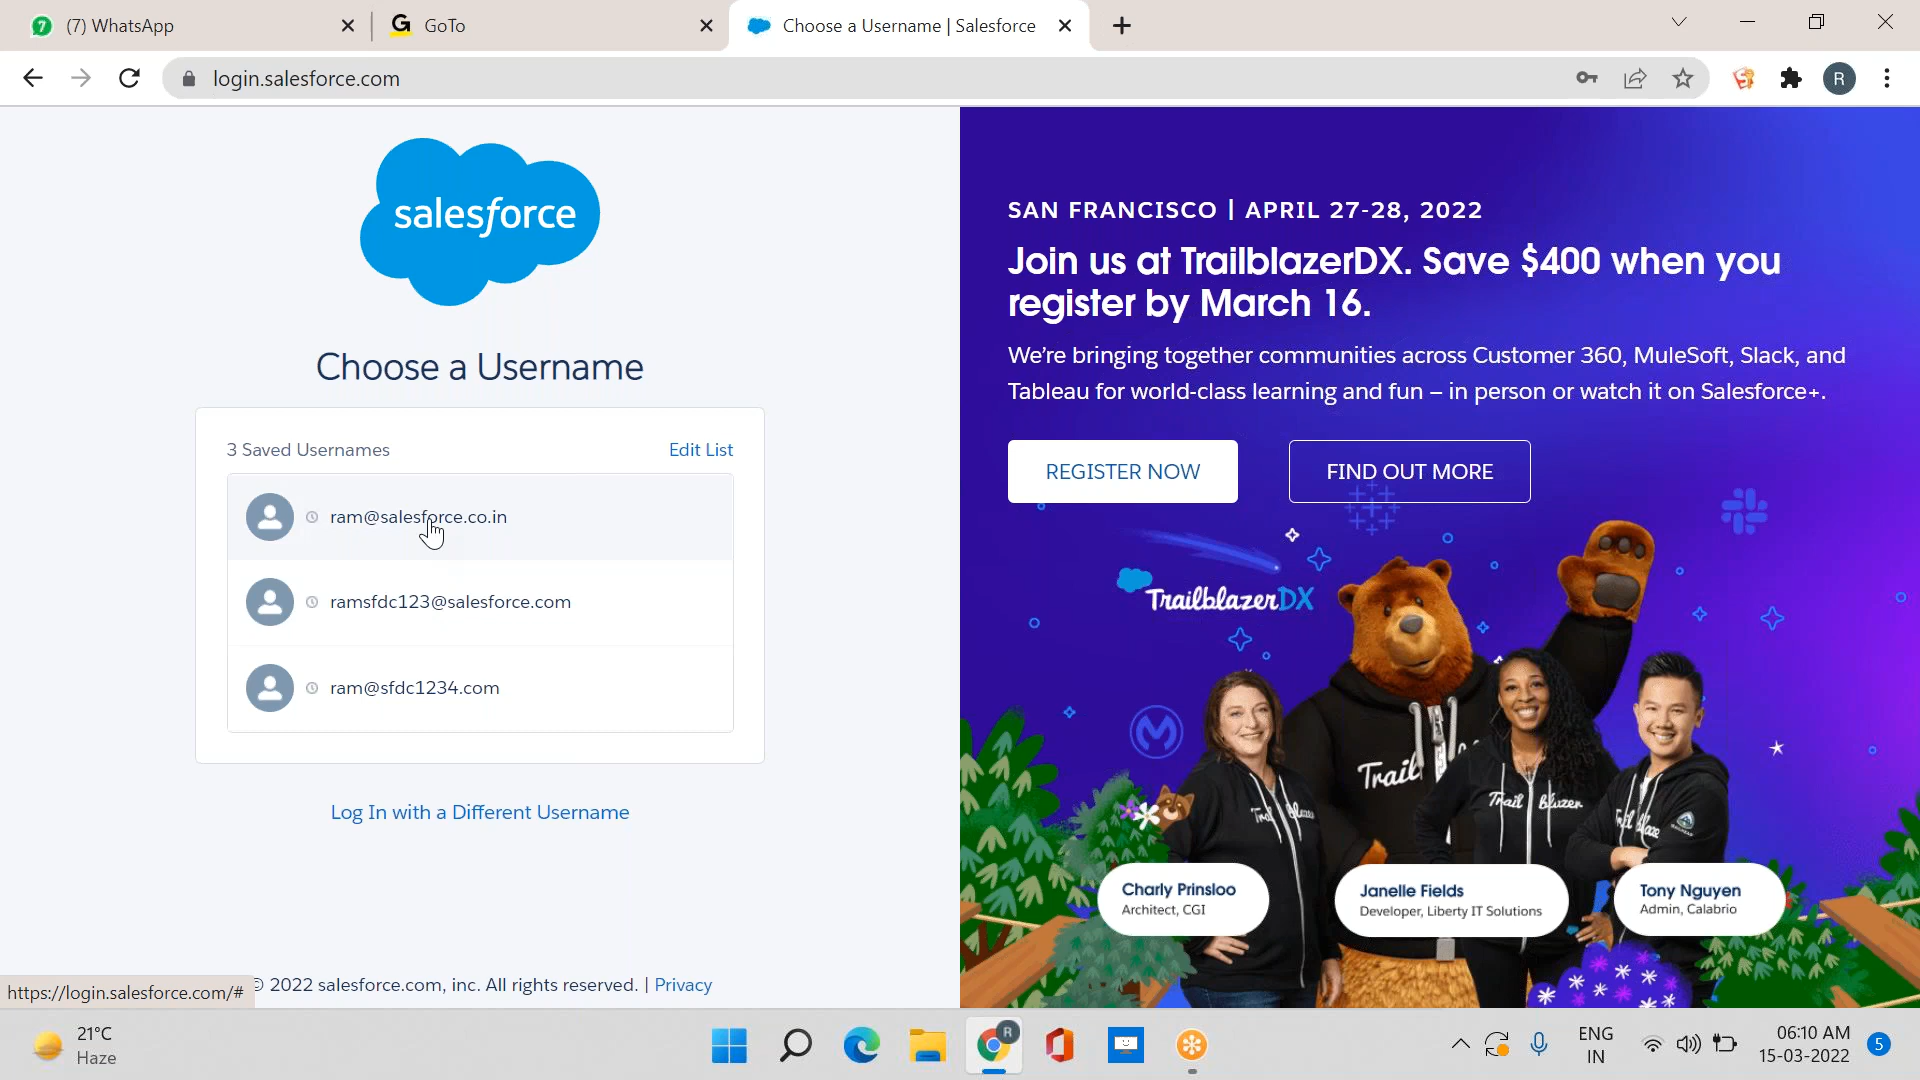 7 (7) WhatsApp
G GoTo
Choose a Username | Salesforce
login.salesforce.com
R
salesforce
Choose a Username
3 Saved Usernames Edit List
ram@salesforce.co.in
ramsfdc123@salesforce.com
ram@sfdc1234.com
Log In with a Different Username
© 2022 salesforce.com, inc. All rights reserved. | Privacy
https://login.salesforce.com/#
SAN FRANCISCO | APRIL 27-28, 2022
Join us at TrailblazerDX. Save $400 when you
register by March 16.
We’re bringing together communities across Customer 360, MuleSoft, Slack, and
Tableau for world-class learning and fun – in person or watch it on Salesforce+.
REGISTER NOW FIND OUT MORE
TrailblazerDX
Trail
Trail Blazer
Charly Prinsloo
Architect, CGI
Janelle Fields
Developer, Liberty IT Solutions
Tony Nguyen
Admin, Calabrio
21°C
Haze
R
ENG
IN
06:10 AM
15-03-2022
5